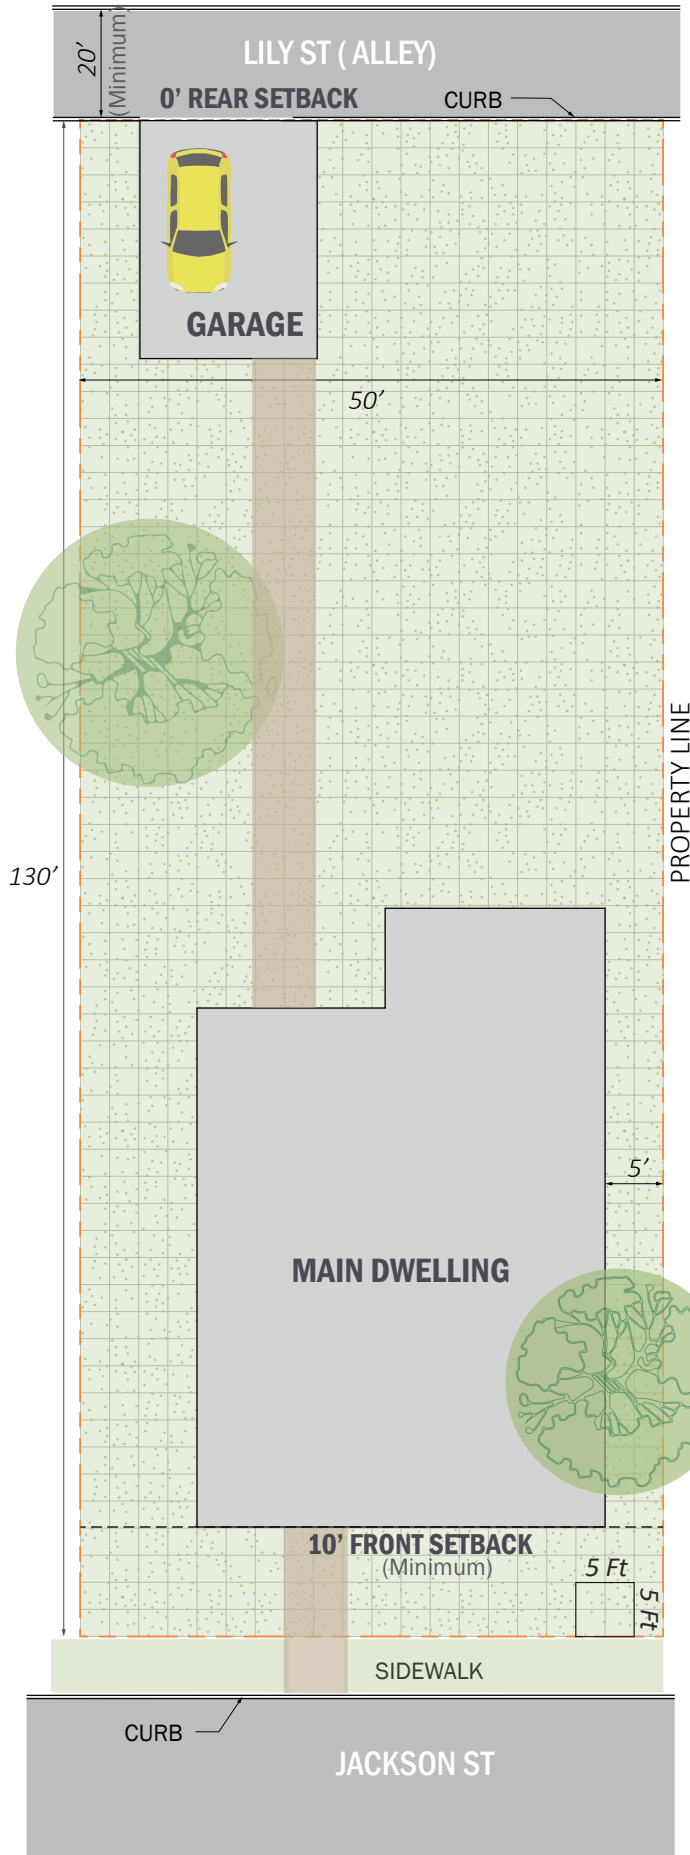 20'
(Minimum)
LILY ST ( ALLEY)
0' REAR SETBACK
CURB
GARAGE
50'
PROPERTY LINE
130'
5'
MAIN DWELLING
10' FRONT SETBACK
(Minimum)
5 Ft
5 Ft
SIDEWALK
CURB
JACKSON ST